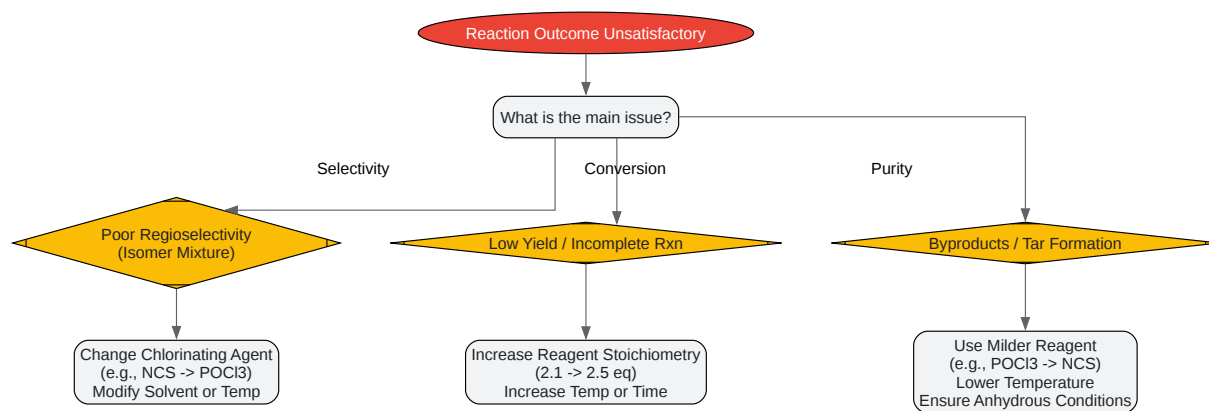 Reaction Outcome Unsatisfactory
What is the main issue?
Selectivity
Conversion
Purity
Poor Regioselectivity
(Isomer Mixture)
Low Yield / Incomplete Rxn
Byproducts / Tar Formation
Change Chlorinating Agent
(e.g., NCS -> POCl3)
Modify Solvent or Temp
Increase Reagent Stoichiometry
(2.1 -> 2.5 eq)
Increase Temp or Time
Use Milder Reagent
(e.g., POCl3 -> NCS)
Lower Temperature
Ensure Anhydrous Conditions